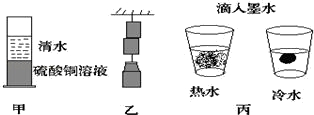 滴入墨水
清水
硫酸铜溶液
热水 冷水
甲 乙 丙